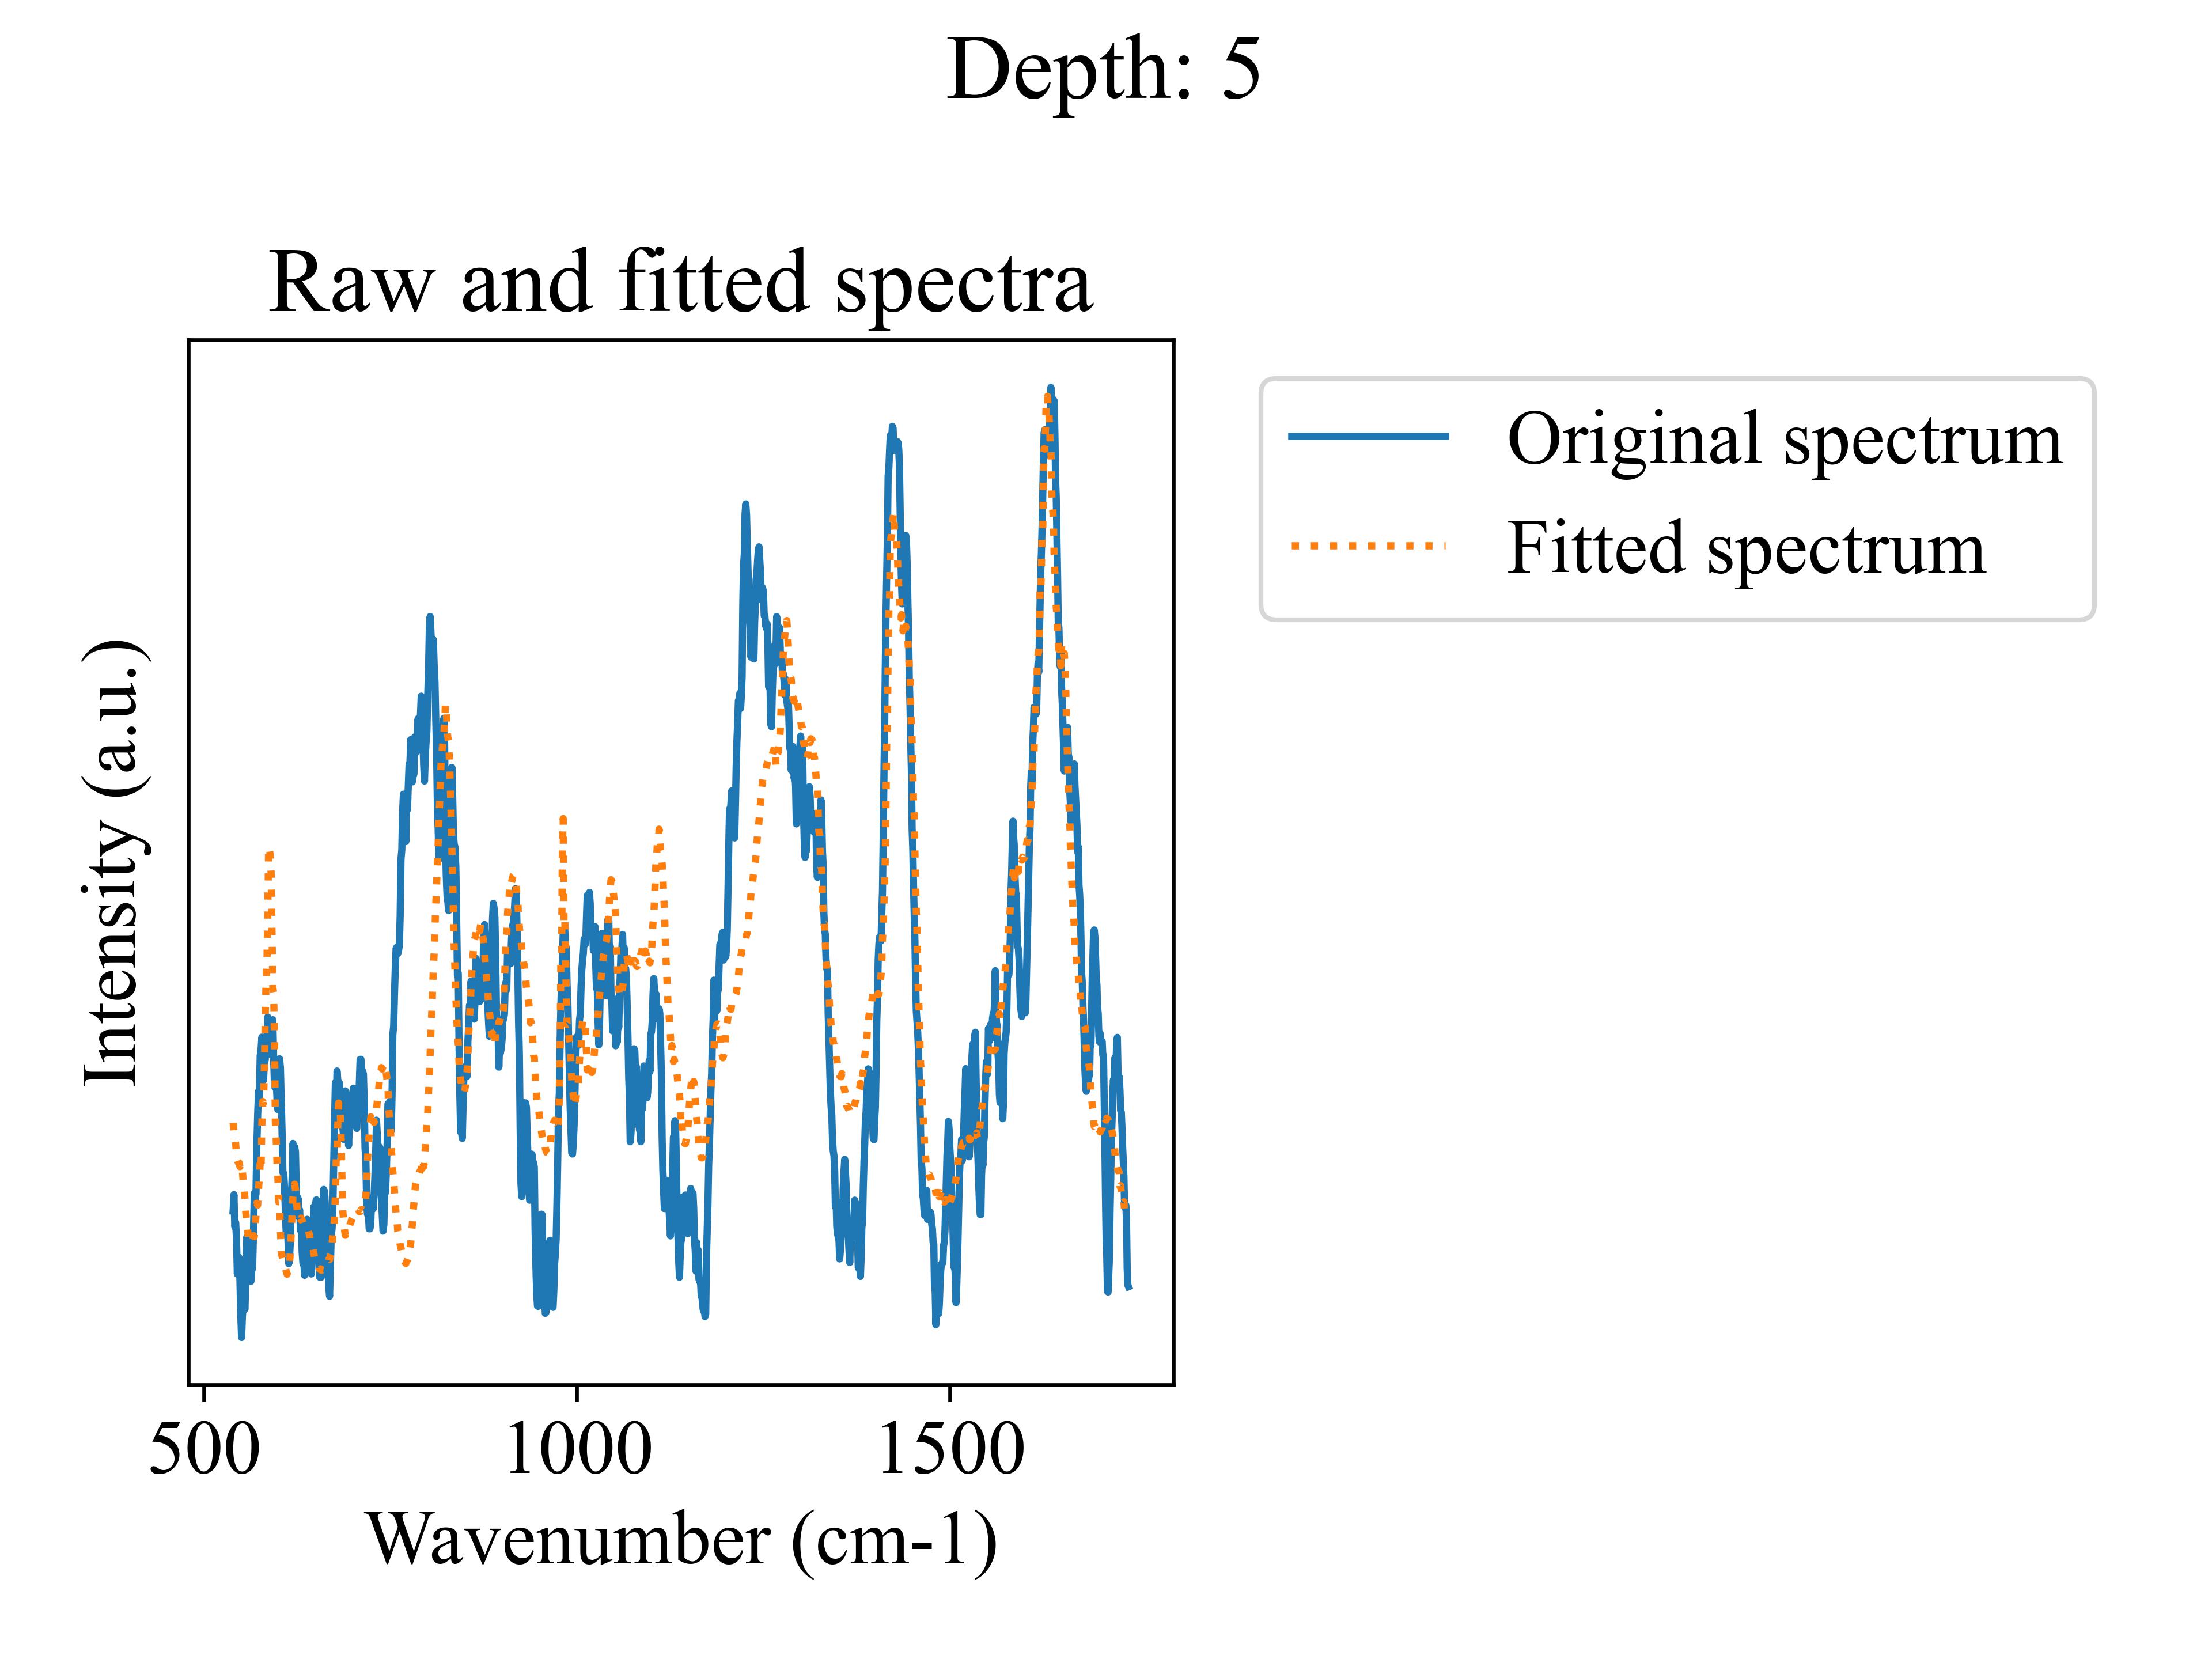 Depth: 5
Raw and fitted spectra
Original spectrum
Fitted spectrum
Intensity (a.u.)
500 1000 1500
Wavenumber (cm-1)